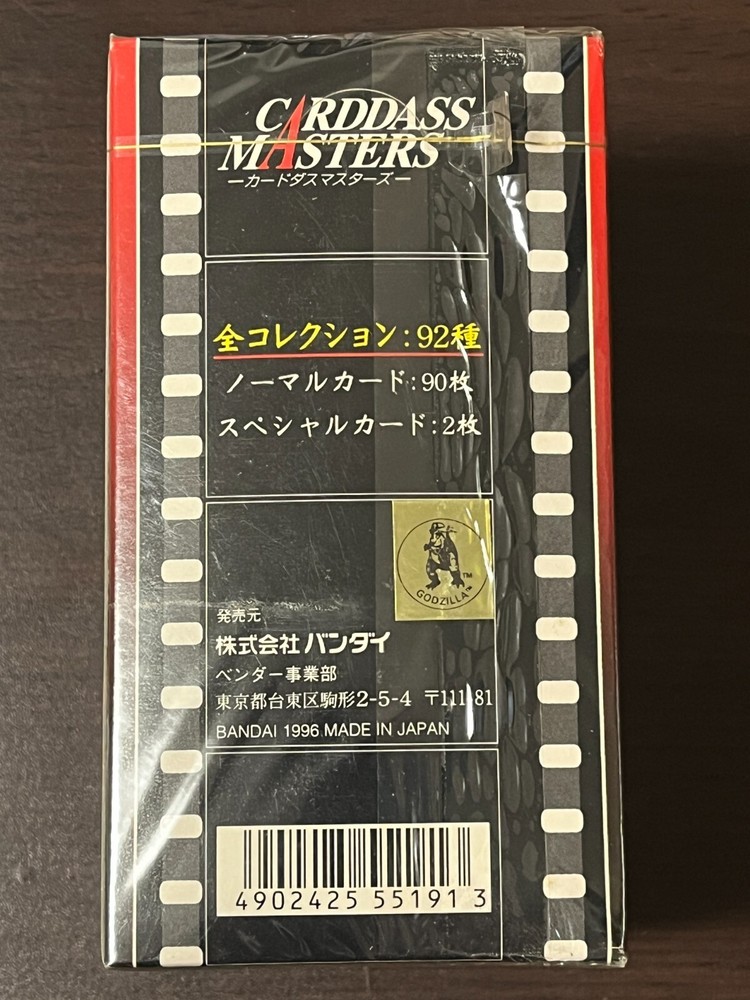 CARDDASS
MASTERS
ーカードダスマスターズー
全コレクション:92種
ノーマルカード:90枚
スペシャルカード:2枚
TM
GODZILLA™
発売元
株式会社 バンダイ
ベンダー事業部
東京都台東区駒形2-5-4 〒111-81
BANDAI 1996 MADE IN JAPAN
4902425 551913